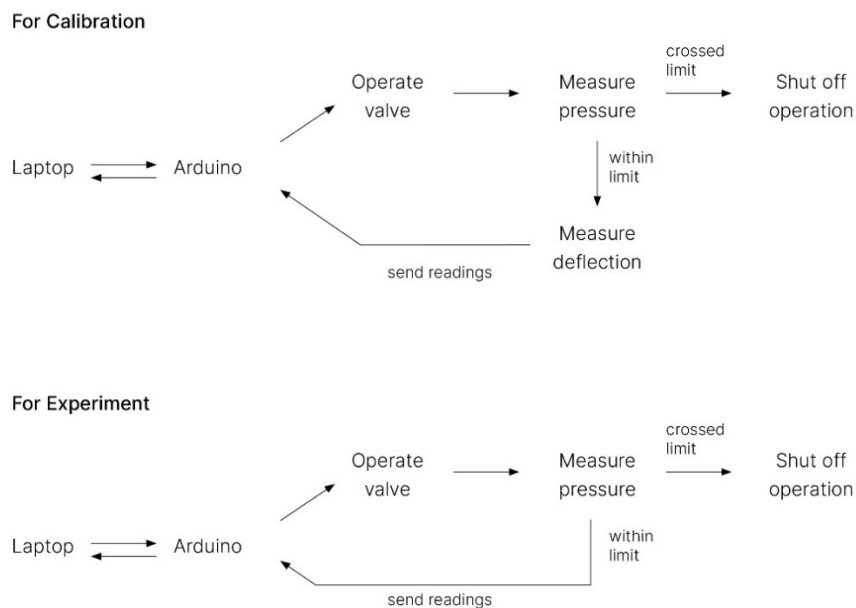 For Calibration
crossed
limit
Operate
valve
Measure
pressure
Shut off
operation
Laptop
Arduino
within
limit
Measure
deflection
send readings
For Experiment
crossed
limit
Operate
valve
Measure
pressure
Shut off
operation
Laptop
Arduino
within
limit
send readings